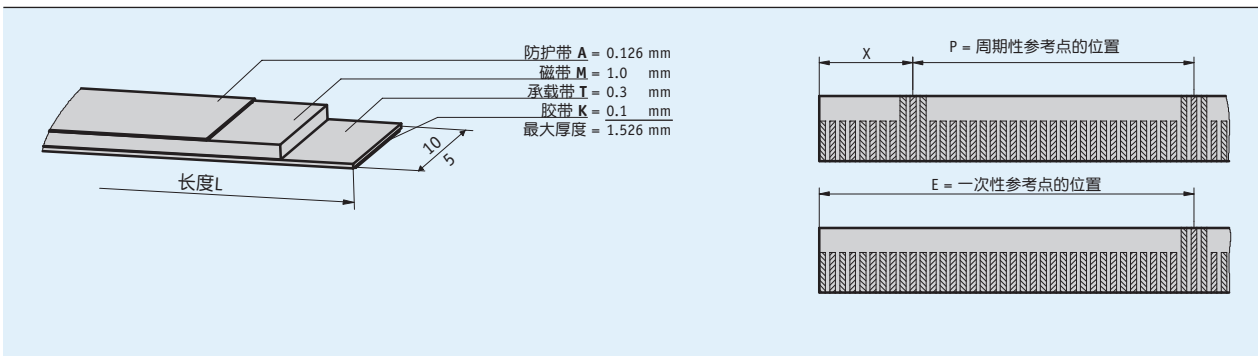 防护带 A = 0.126 mm
磁带 M = 1.0 mm
承载带 T = 0.3 mm
胶带 K = 0.1 mm
最大厚度 = 1.526 mm
10
5
长度L
X
P = 周期性参考点的位置
E = 一次性参考点的位置